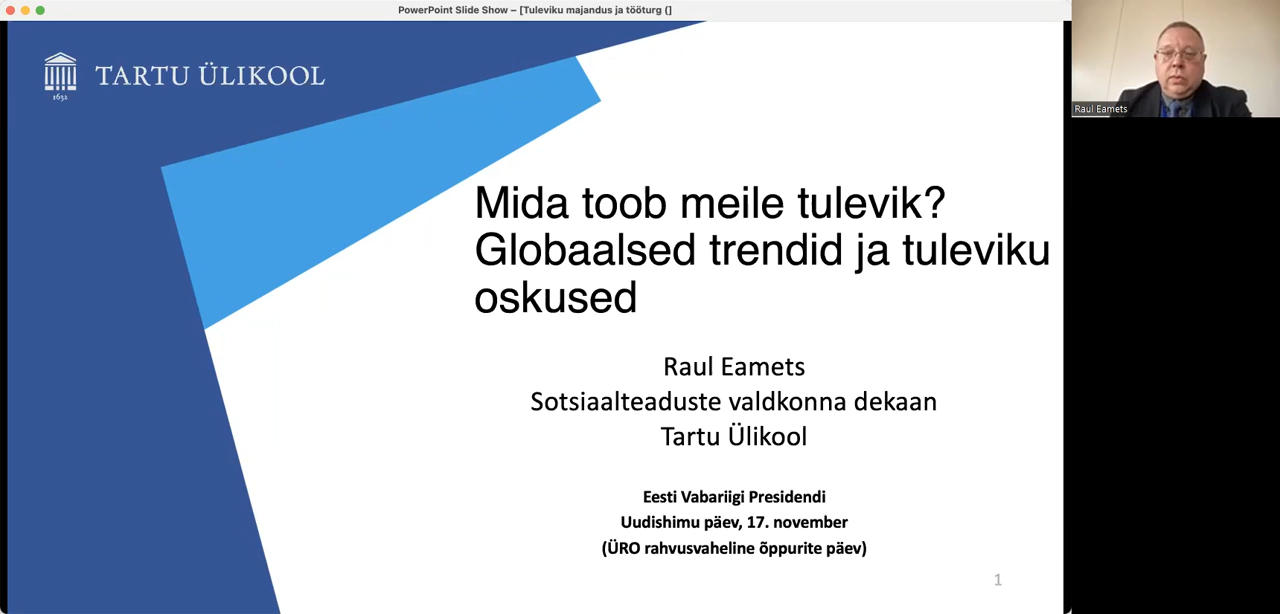 PowerPoint Slide Show – [Tuleviku majandus ja tööturg (]
TARTU ÜLIKOOL
1632
Raul Eamets
Mida toob meile tulevik?
Globaalsed trendid ja tuleviku
oskused
Raul Eamets
Sotsiaalteaduste valdkonna dekaan
Tartu Ülikool
Eesti Vabariigi Presidendi
Uudishimu päev, 17. november
(ÜRO rahvusvaheline õppurite päev)
1